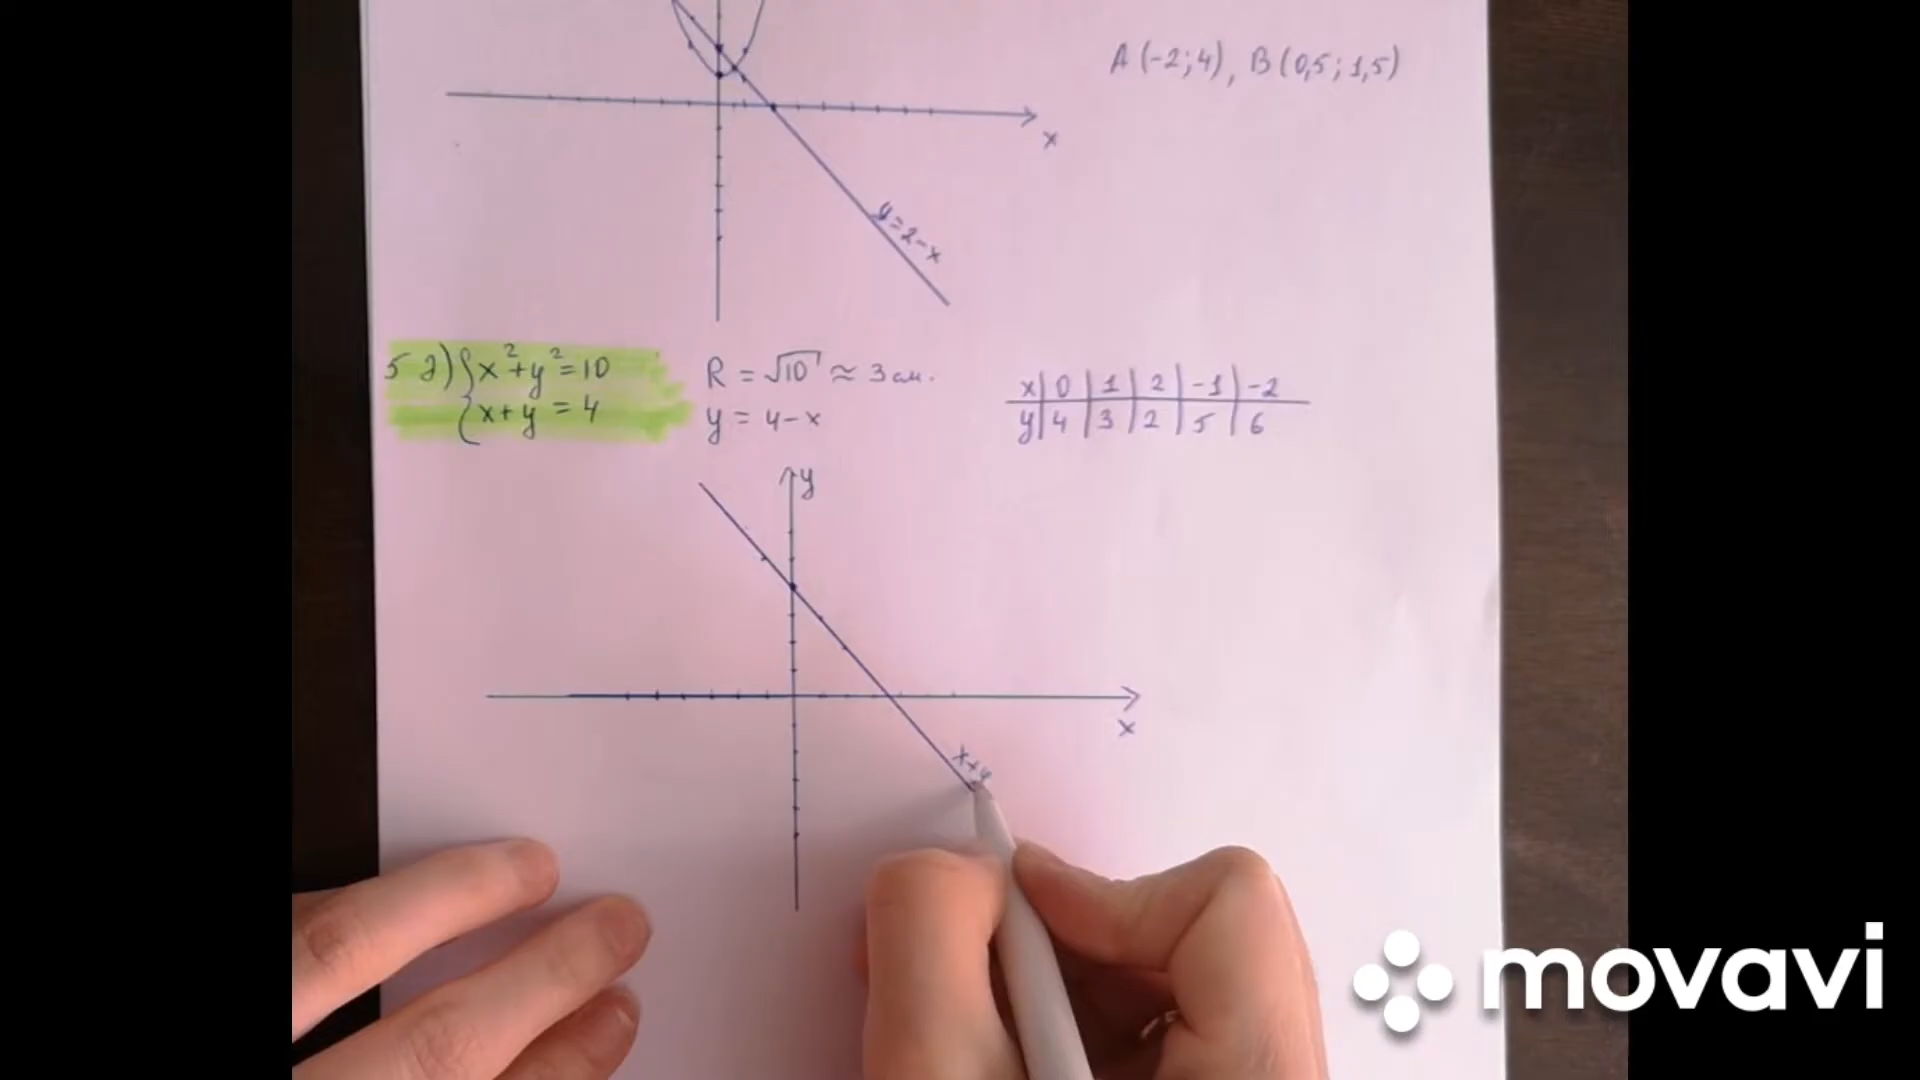 A (-2; 4), B (0,5; 1,5)
x
y = 2 - x
5 2) { x² + y² = 10
x + y = 4
R = √10 ≈ 3 см.
y = 4 - x
x | 0 | 1 | 2 | -1 | -2
y | 4 | 3 | 2 | 5 | 6
y
x
x + y
movavi